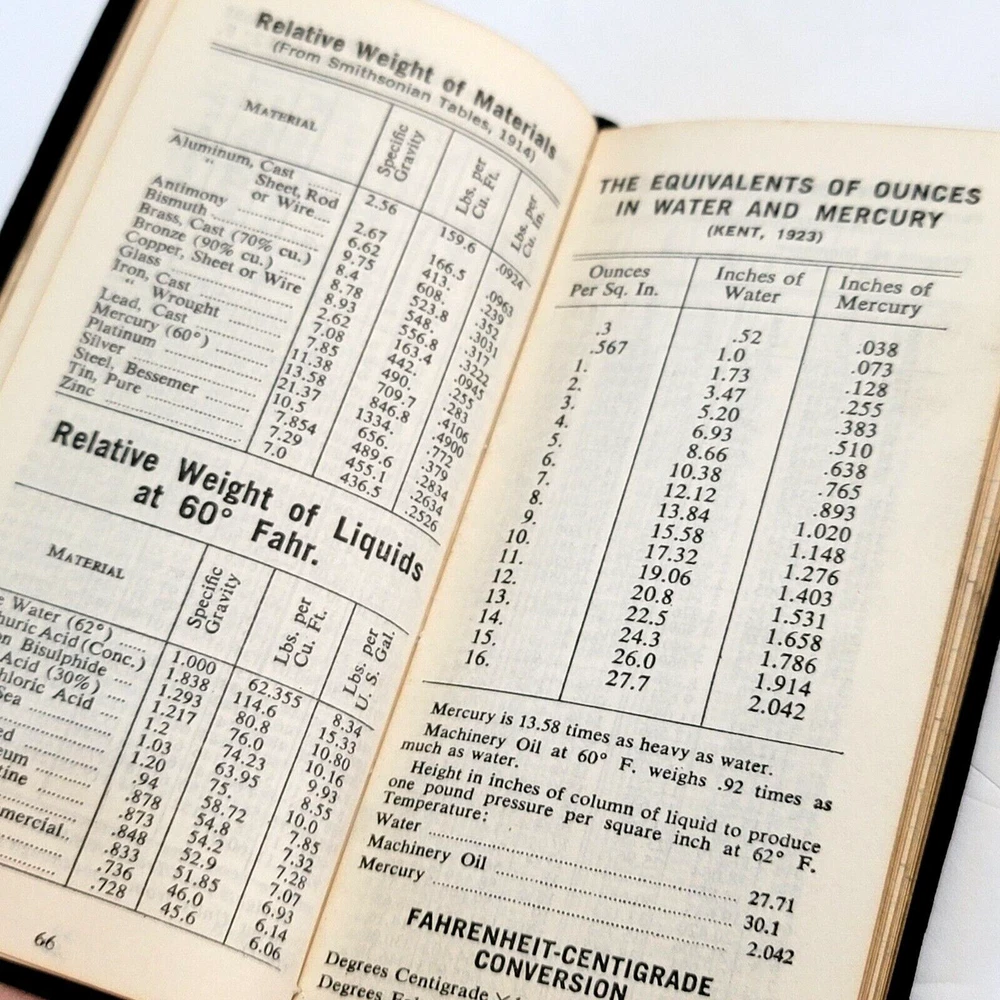 Relative Weight of Materials
(From Smithsonian Tables, 1914)
MATERIAL Specific Gravity Lbs. per Cu. Ft. Lbs. per Cu. In.
Aluminum, Cast ...... 2.56 159.6 .0924
" Sheet, Rod
or Wire... 2.67 166.5 .0963
Antimony ...... 6.62 413. .239
Bismuth ...... 9.75 608. .352
Brass, Cast (70% cu.) 8.4 523.8 .3031
Bronze (90% cu.) .... 8.78 548. .317
Copper, Sheet or Wire 8.93 556.8 .3222
Glass ...... 2.62 163.4 .0945
Iron, Cast ...... 7.08 442. .255
" Wrought ...... 7.85 490. .283
Lead, Cast ...... 11.38 709.7 .4106
Mercury (60°) ...... 13.58 846.8 .4900
Platinum ...... 21.37 1334. .772
Silver ...... 10.5 656. .379
Steel, Bessemer ...... 7.854 489.6 .2834
Tin, Pure ...... 7.29 455.1 .2634
Zinc ...... 7.0 436.5 .2526
Relative Weight of Liquids
at 60° Fahr.
MATERIAL Specific Gravity Lbs. per Cu. Ft. Lbs. per U. S. Gal.
Water (62°) ...... 1.000 62.355 8.34
huric Acid (Conc.) 1.838 114.6 15.33
n Bisulphide .... 1.293 80.8 10.80
Acid (30%) .... 1.217 76.0 10.16
hloric Acid .... 1.2 74.23 9.93
Sea ...... 1.03 63.95 8.55
...... 1.20 75. 10.0
ed ...... .94 58.72 7.85
eum ...... .878 54.8 7.32
tine ...... .873 54.2 7.28
...... .848 52.9 7.07
mercial. .833 51.85 6.93
...... .736 46.0 6.14
...... .728 45.6 6.06
66
THE EQUIVALENTS OF OUNCES
IN WATER AND MERCURY
(KENT, 1923)
Ounces Per Sq. In. Inches of Water Inches of Mercury
.3 .52 .038
.567 1.0 .073
1. 1.73 .128
2. 3.47 .255
3. 5.20 .383
4. 6.93 .510
5. 8.66 .638
6. 10.38 .765
7. 12.12 .893
8. 13.84 1.020
9. 15.58 1.148
10. 17.32 1.276
11. 19.06 1.403
12. 20.8 1.531
13. 22.5 1.658
14. 24.3 1.786
15. 26.0 1.914
16. 27.7 2.042
Mercury is 13.58 times as heavy as water.
Machinery Oil at 60° F. weighs .92 times as
much as water.
Height in inches of column of liquid to produce
one pound pressure per square inch at 62° F.
Temperature:
Water ...... 27.71
Machinery Oil ...... 30.1
Mercury ...... 2.042
FAHRENHEIT-CENTIGRADE
CONVERSION
Degrees Centigrade
Degrees